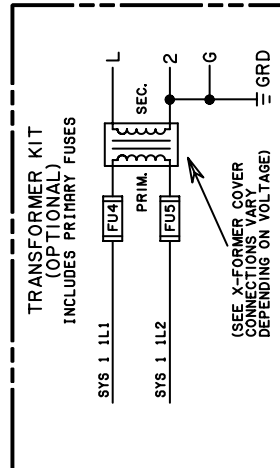 TRANSFORMER KIT
(OPTIONAL)
INCLUDES PRIMARY FUSES
SYS 1 1L1
FU4
L
PRIM.
SEC.
SYS 1 1L2
FU5
2
G
GRD
(SEE X-FORMER COVER
CONNECTIONS VARY
DEPENDING ON VOLTAGE)